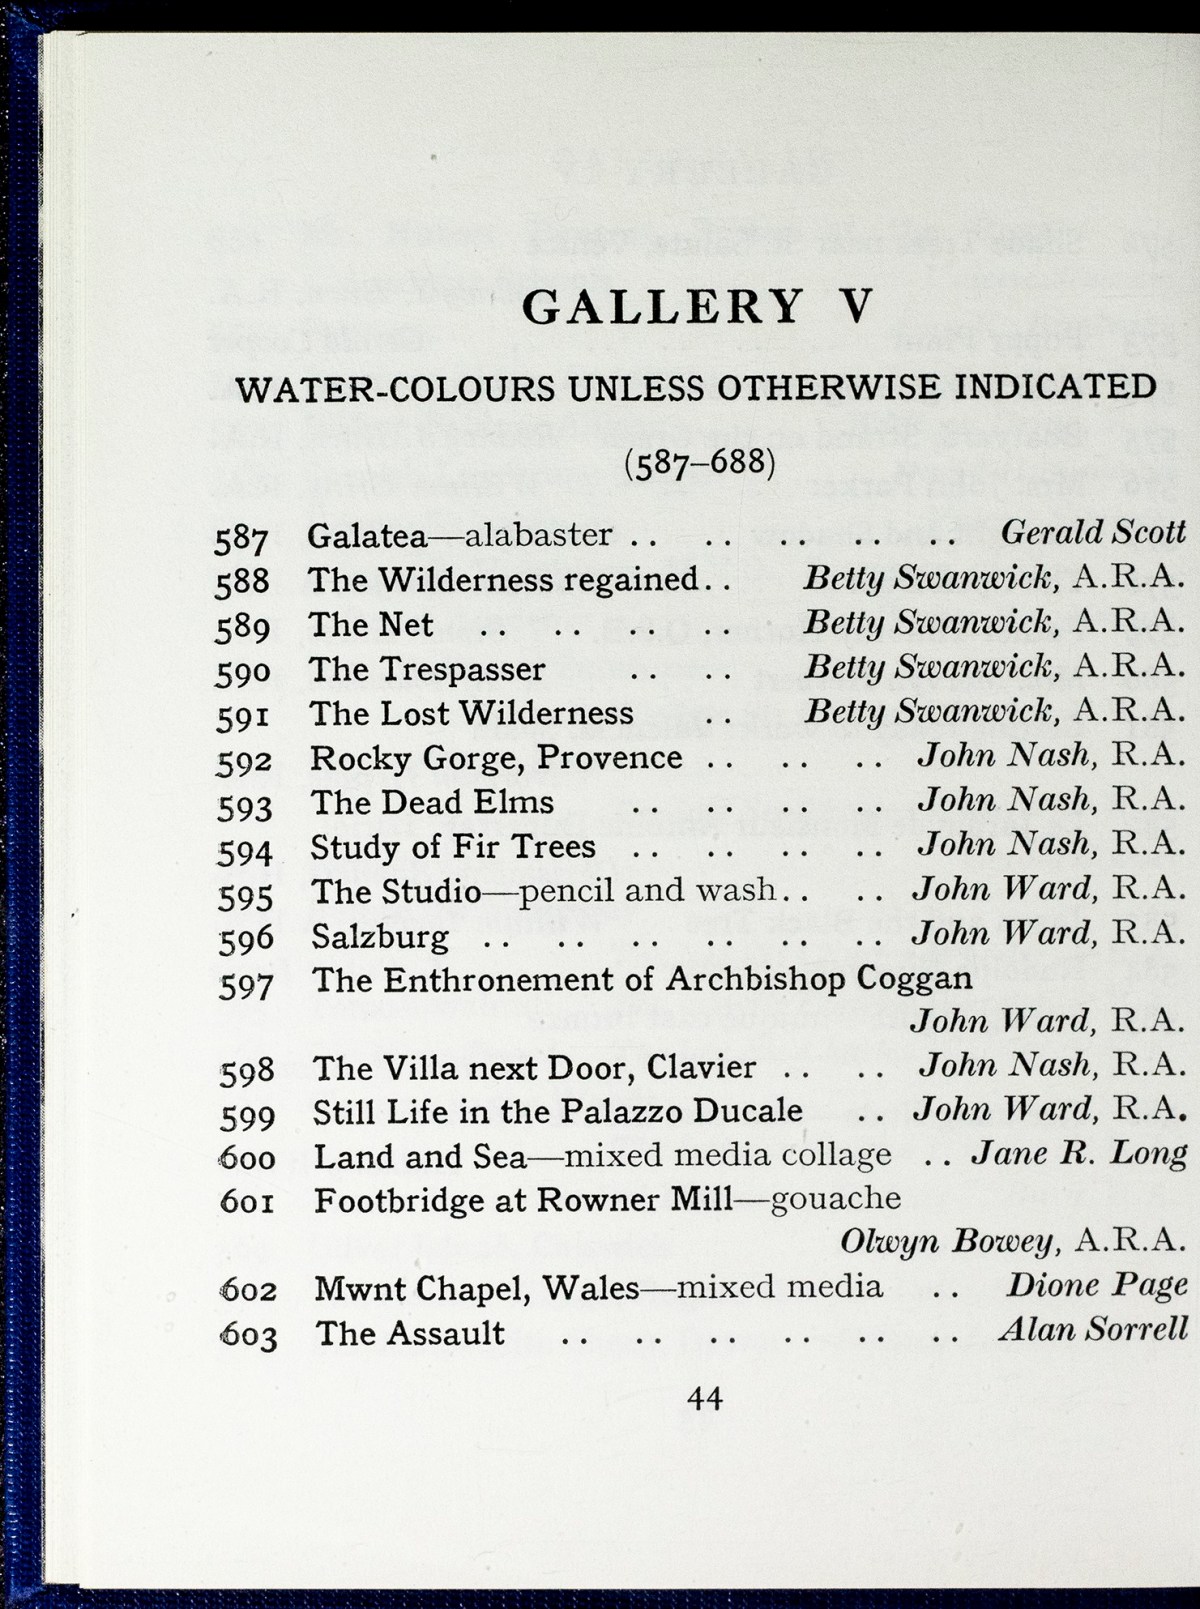 GALLERY V
WATER-COLOURS UNLESS OTHERWISE INDICATED
(587–688)
587 Galatea—alabaster .. .. .. .. .. Gerald Scott
588 The Wilderness regained.. Betty Swanwick, A.R.A.
589 The Net .. .. .. .. Betty Swanwick, A.R.A.
590 The Trespasser .. .. Betty Swanwick, A.R.A.
591 The Lost Wilderness .. Betty Swanwick, A.R.A.
592 Rocky Gorge, Provence .. .. .. John Nash, R.A.
593 The Dead Elms .. .. .. .. John Nash, R.A.
594 Study of Fir Trees .. .. .. .. John Nash, R.A.
595 The Studio—pencil and wash.. .. John Ward, R.A.
596 Salzburg .. .. .. .. .. .. John Ward, R.A.
597 The Enthronement of Archbishop Coggan
John Ward, R.A.
598 The Villa next Door, Clavier .. .. John Nash, R.A.
599 Still Life in the Palazzo Ducale .. John Ward, R.A.
600 Land and Sea—mixed media collage .. Jane R. Long
601 Footbridge at Rowner Mill—gouache
Olwyn Bowey, A.R.A.
602 Mwnt Chapel, Wales—mixed media .. Dione Page
603 The Assault .. .. .. .. .. .. Alan Sorrell
44